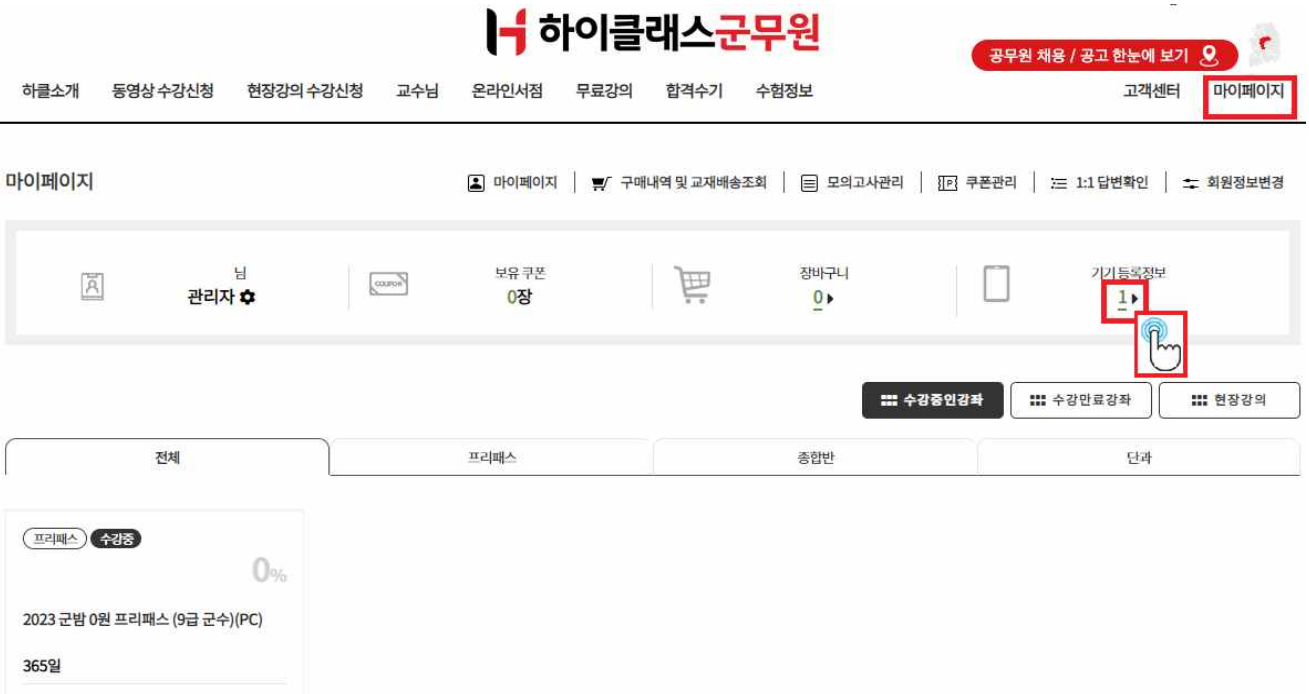 하이클래스군무원
공무원 채용 / 공고 한눈에 보기
하클소개 동영상 수강신청 현장강의 수강신청 교수님 온라인서점 무료강의 합격수기 수험정보 고객센터 마이페이지
마이페이지 마이페이지 구매내역 및 교재배송조회 모의고사관리 쿠폰관리 1:1 답변확인 회원정보변경
님 보유 쿠폰 장바구니 기기등록정보
관리자 COUPON 0장 0 1
수강중인강좌 수강만료강좌 현장강의
전체 프리패스 종합반 단과
프리패스 수강중
0%
2023 군밤 0원 프리패스 (9급 군수)(PC)
365일